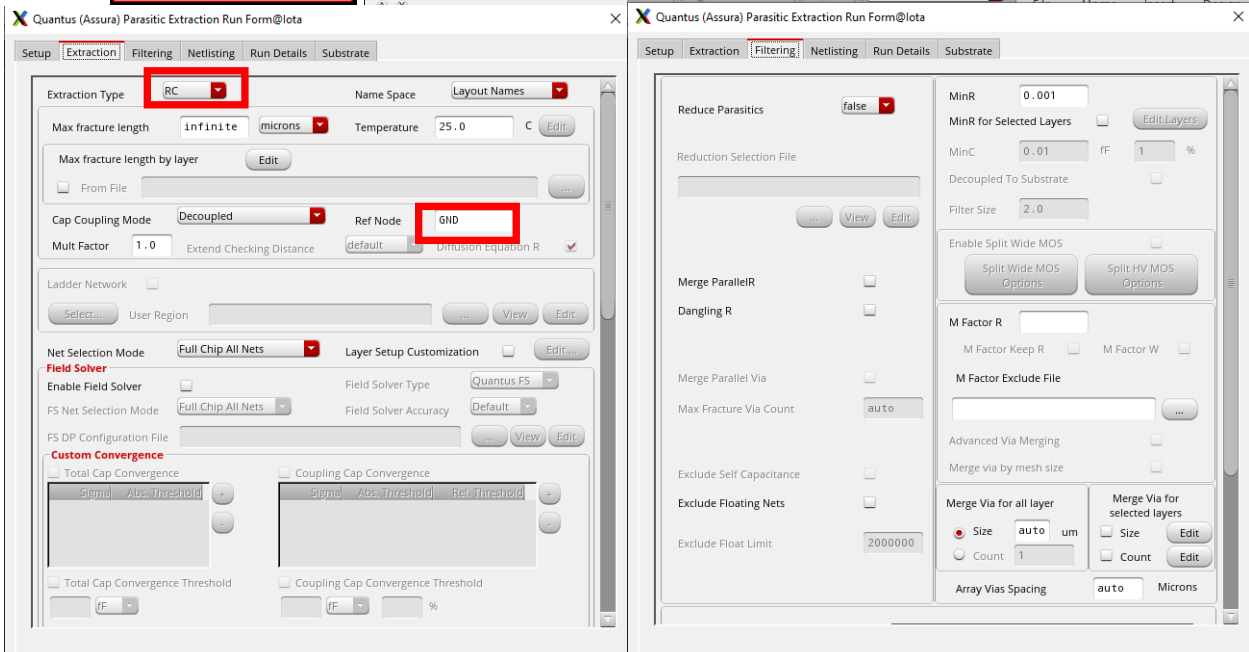 Quantus (Assura) Parasitic Extraction Run Form@Iota
Setup Extraction Filtering Netlisting Run Details Substrate
Extraction Type RC Name Space Layout Names
Max fracture length infinite microns Temperature 25.0 C Edit
Max fracture length by layer Edit
From File ...
Cap Coupling Mode Decoupled Ref Node GND
Mult Factor 1.0 Extend Checking Distance default Diffusion Equation R
Ladder Network
Select... User Region ... View Edit
Net Selection Mode Full Chip All Nets Layer Setup Customization Edit ...
Field Solver
Enable Field Solver Field Solver Type Quantus FS
FS Net Selection Mode Full Chip All Nets Field Solver Accuracy Default
FS DP Configuration File ... View Edit
Custom Convergence
Total Cap Convergence Coupling Cap Convergence
Sigma Abs. Threshold + Sigma Abs. Threshold Rel. Threshold +
- -
Total Cap Convergence Threshold Coupling Cap Convergence Threshold
fF fF %
Quantus (Assura) Parasitic Extraction Run Form@Iota
Setup Extraction Filtering Netlisting Run Details Substrate
Reduce Parasitics false
Reduction Selection File
... View Edit
Merge ParallelR
Dangling R
Merge Parallel Via
Max Fracture Via Count auto
Exclude Self Capacitance
Exclude Floating Nets
Exclude Float Limit 2000000
MinR 0.001
MinR for Selected Layers Edit Layers
MinC 0.01 fF 1 %
Decoupled To Substrate
Filter Size 2.0
Enable Split Wide MOS
Split Wide MOS Options
Split HV MOS Options
M Factor R
M Factor Keep R M Factor W
M Factor Exclude File
...
Advanced Via Merging
Merge via by mesh size
Merge Via for all layer
Size auto um
Count 1
Merge Via for
selected layers
Size Edit
Count Edit
Array Vias Spacing auto Microns